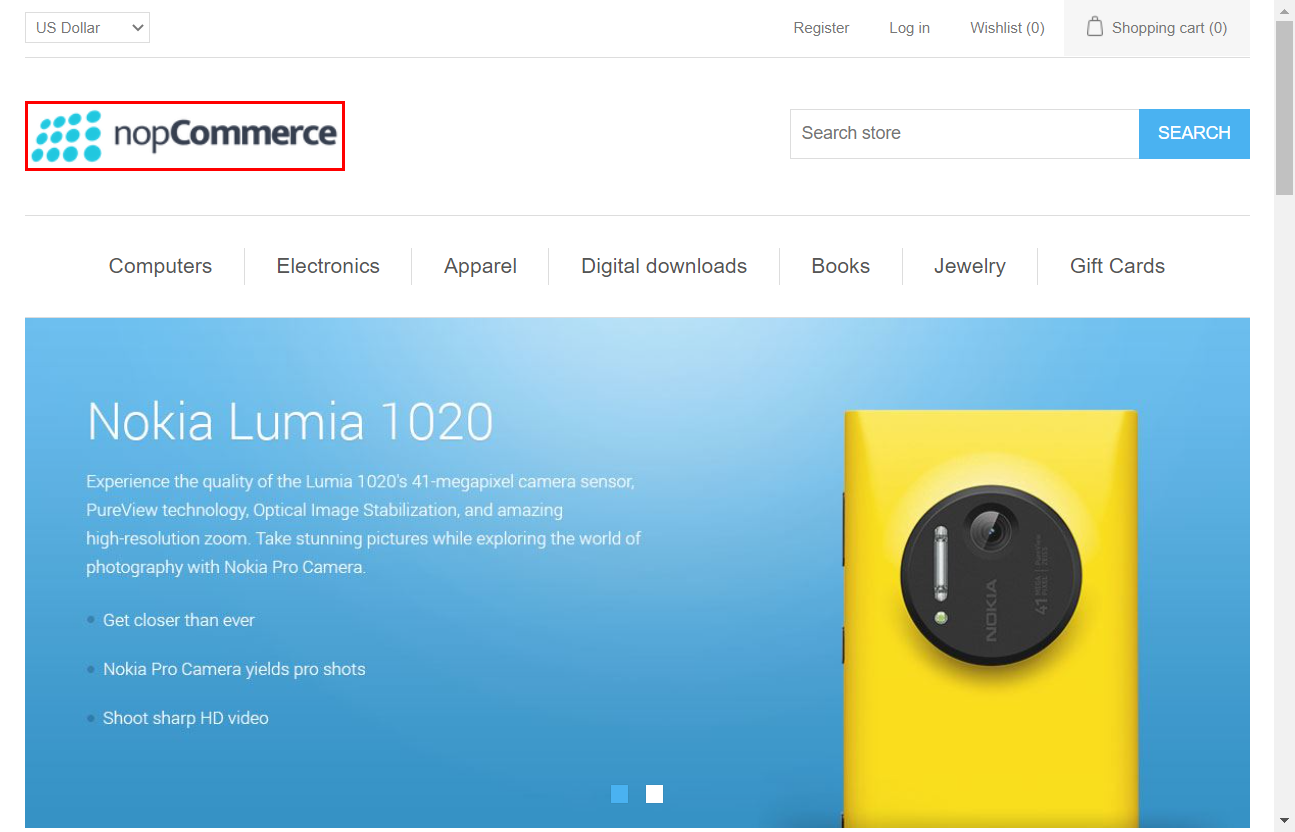 US Dollar
Register
Log in
Wishlist (0)
Shopping cart (0)
nopCommerce
Search store
SEARCH
Computers
Electronics
Apparel
Digital downloads
Books
Jewelry
Gift Cards
Nokia Lumia 1020
Experience the quality of the Lumia 1020's 41-megapixel camera sensor,
PureView technology, Optical Image Stabilization, and amazing
high-resolution zoom. Take stunning pictures while exploring the world of
photography with Nokia Pro Camera.
Get closer than ever
Nokia Pro Camera yields pro shots
Shoot sharp HD video
NOKIA
41